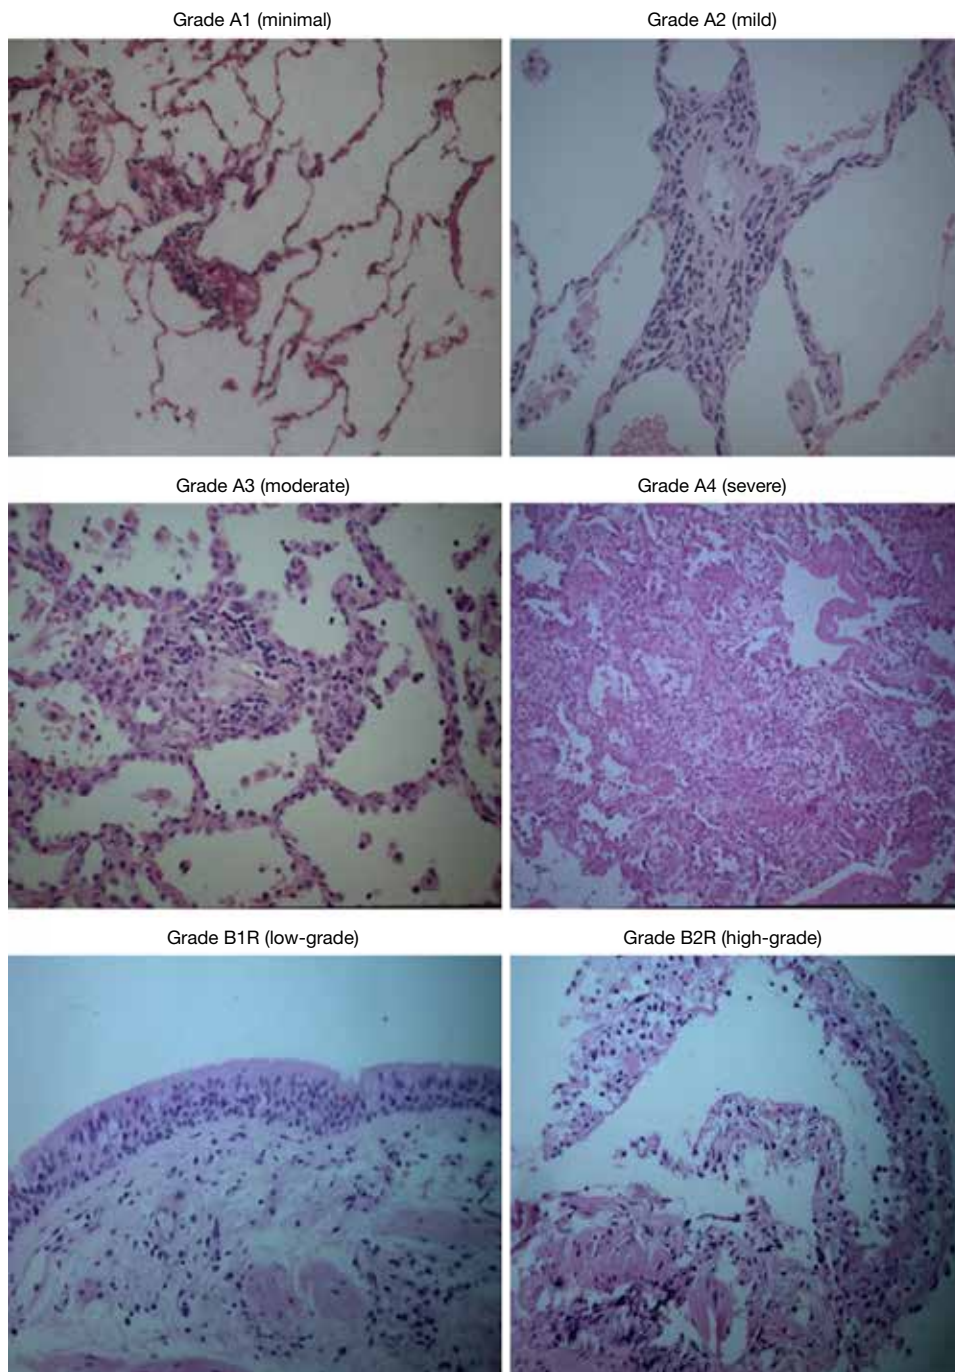 Grade A1 (minimal)
Grade A2 (mild)
Grade A3 (moderate)
Grade A4 (severe)
Grade B1R (low-grade)
Grade B2R (high-grade)